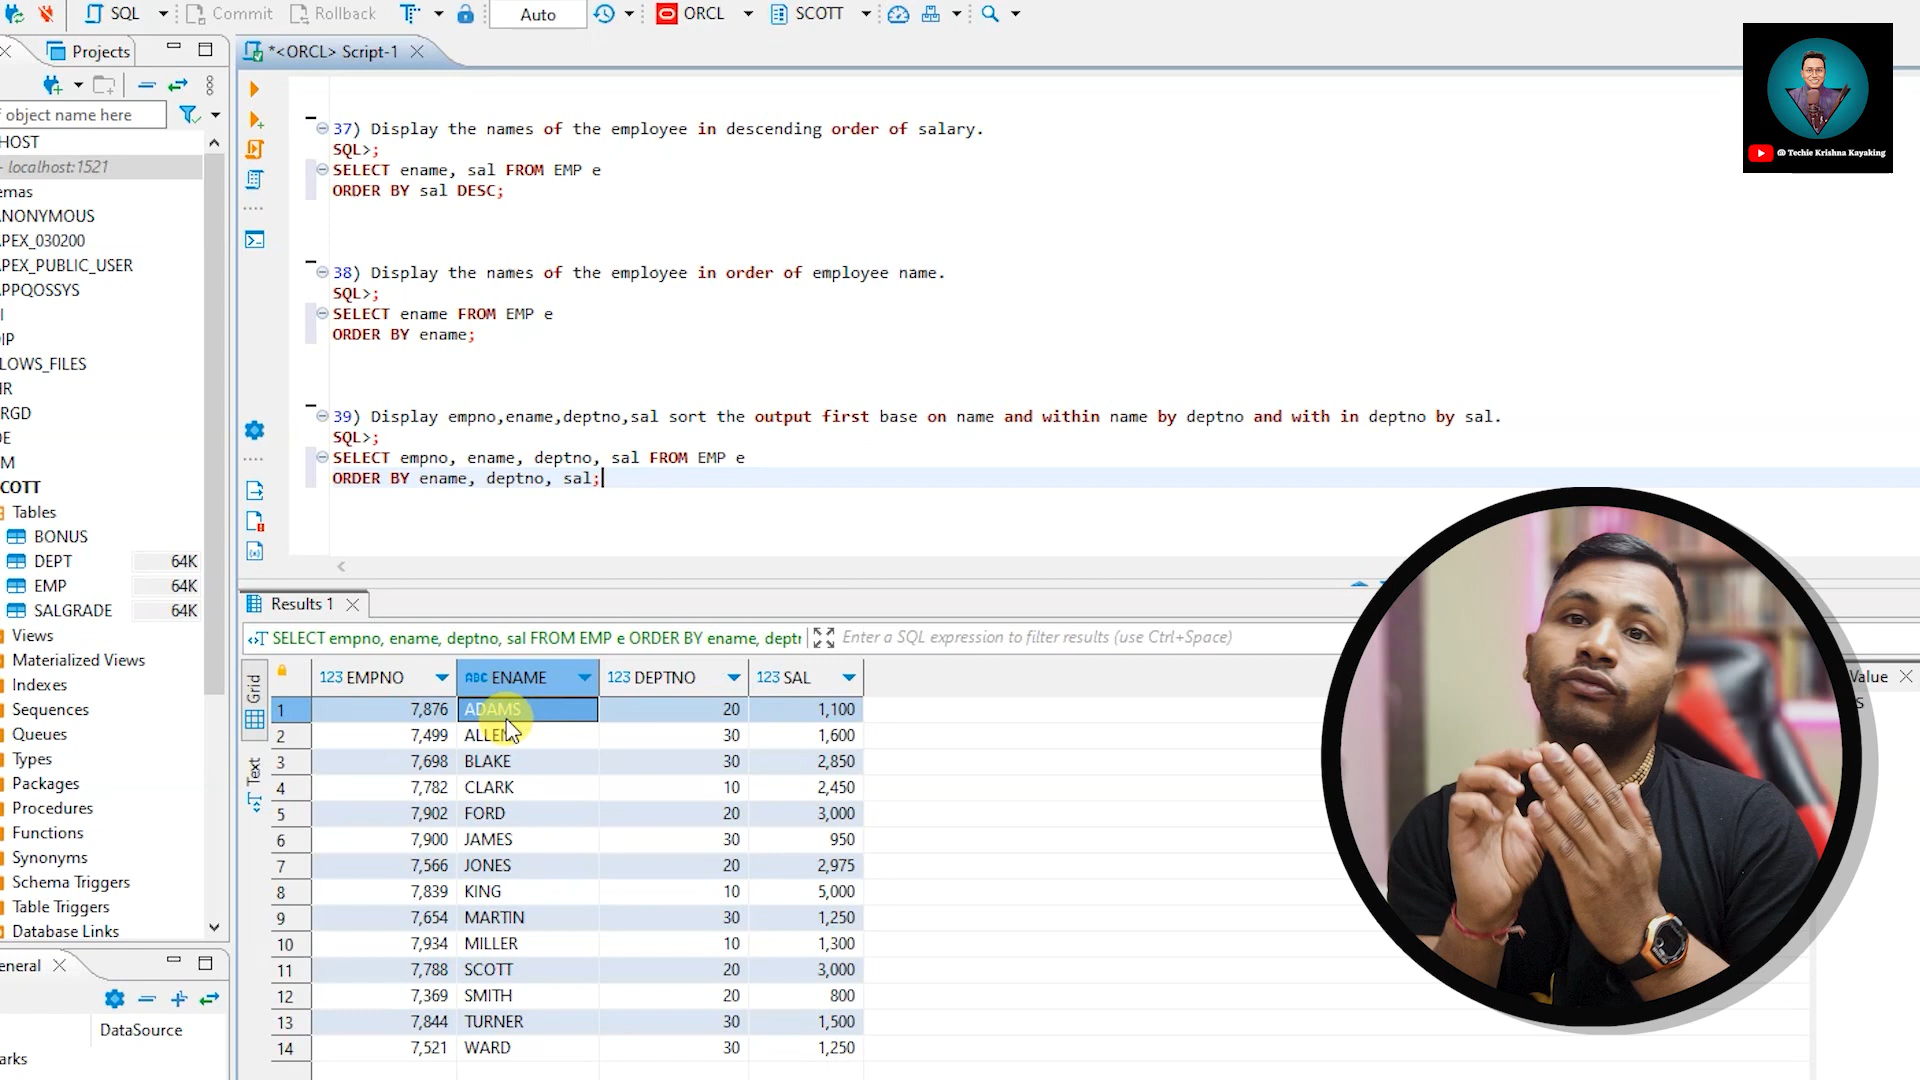 SQL Commit Rollback Auto ORCL SCOTT
Projects
*<ORCL> Script-1
object name here
HOST
- localhost:1521
emas
NONYMOUS
PEX_030200
PEX_PUBLIC_USER
PPQOSSYS
I
IP
LOWS_FILES
R
RGD
E
M
COTT
Tables
BONUS
DEPT 64K
EMP 64K
SALGRADE 64K
Views
Materialized Views
Indexes
Sequences
Queues
Types
Packages
Procedures
Functions
Synonyms
Schema Triggers
Table Triggers
Database Links
eneral
DataSource
arks
37) Display the names of the employee in descending order of salary.
SQL>;
SELECT ename, sal FROM EMP e
ORDER BY sal DESC;
38) Display the names of the employee in order of employee name.
SQL>;
SELECT ename FROM EMP e
ORDER BY ename;
39) Display empno,ename,deptno,sal sort the output first base on name and within name by deptno and with in deptno by sal.
SQL>;
SELECT empno, ename, deptno, sal FROM EMP e
ORDER BY ename, deptno, sal;
@ Techie Krishna Kayaking
Results 1
SELECT empno, ename, deptno, sal FROM EMP e ORDER BY ename, dept
Enter a SQL expression to filter results (use Ctrl+Space)
Grid
Text
123 EMPNO ABC ENAME 123 DEPTNO 123 SAL
1 7,876 ADAMS 20 1,100
2 7,499 ALLEN 30 1,600
3 7,698 BLAKE 30 2,850
4 7,782 CLARK 10 2,450
5 7,902 FORD 20 3,000
6 7,900 JAMES 30 950
7 7,566 JONES 20 2,975
8 7,839 KING 10 5,000
9 7,654 MARTIN 30 1,250
10 7,934 MILLER 10 1,300
11 7,788 SCOTT 20 3,000
12 7,369 SMITH 20 800
13 7,844 TURNER 30 1,500
14 7,521 WARD 30 1,250
Value
S